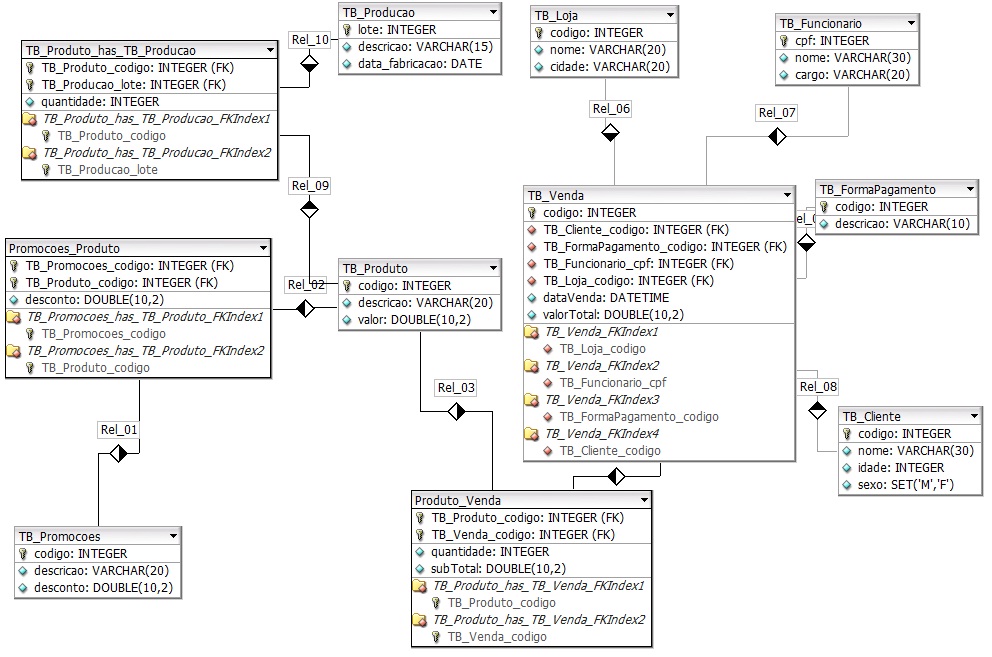 TB_Producao
lote: INTEGER
descricao: VARCHAR(15)
data_fabricacao: DATE
TB_Loja
codigo: INTEGER
nome: VARCHAR(20)
cidade: VARCHAR(20)
TB_Funcionario
cpf: INTEGER
nome: VARCHAR(30)
cargo: VARCHAR(20)
TB_Produto_has_TB_Producao
TB_Produto_codigo: INTEGER (FK)
TB_Producao_lote: INTEGER (FK)
quantidade: INTEGER
TB_Produto_has_TB_Producao_FKIndex1
TB_Produto_codigo
TB_Produto_has_TB_Producao_FKIndex2
TB_Producao_lote
Rel_10
Rel_06
Rel_07
Rel_09
TB_Venda
codigo: INTEGER
TB_Cliente_codigo: INTEGER (FK)
TB_FormaPagamento_codigo: INTEGER (FK)
TB_Funcionario_cpf: INTEGER (FK)
TB_Loja_codigo: INTEGER (FK)
dataVenda: DATETIME
valorTotal: DOUBLE(10,2)
TB_Venda_FKIndex1
TB_Loja_codigo
TB_Venda_FKIndex2
TB_Funcionario_cpf
TB_Venda_FKIndex3
TB_FormaPagamento_codigo
TB_Venda_FKIndex4
TB_Cliente_codigo
TB_FormaPagamento
codigo: INTEGER
descricao: VARCHAR(10)
Promocoes_Produto
TB_Promocoes_codigo: INTEGER (FK)
TB_Produto_codigo: INTEGER (FK)
desconto: DOUBLE(10,2)
TB_Promocoes_has_TB_Produto_FKIndex1
TB_Promocoes_codigo
TB_Promocoes_has_TB_Produto_FKIndex2
TB_Produto_codigo
Rel_02
TB_Produto
codigo: INTEGER
descricao: VARCHAR(20)
valor: DOUBLE(10,2)
Rel_03
Rel_08
TB_Cliente
codigo: INTEGER
nome: VARCHAR(30)
idade: INTEGER
sexo: SET('M','F')
Rel_01
Produto_Venda
TB_Produto_codigo: INTEGER (FK)
TB_Venda_codigo: INTEGER (FK)
quantidade: INTEGER
subTotal: DOUBLE(10,2)
TB_Produto_has_TB_Venda_FKIndex1
TB_Produto_codigo
TB_Produto_has_TB_Venda_FKIndex2
TB_Venda_codigo
TB_Promocoes
codigo: INTEGER
descricao: VARCHAR(20)
desconto: DOUBLE(10,2)